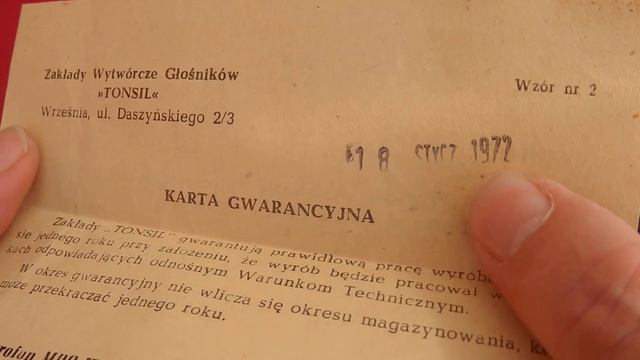 Zakłady Wytwórcze Głośników
»TONSIL«
Września, ul. Daszyńskiego 2/3
Wzór nr 2
18 STYCZ 1972
KARTA GWARANCYJNA
Zakłady „TONSIL" gwarantują prawidłową pracę
się jednego roku przy założeniu, że wyrób będzie pracował w
kach odpowiadających odnośnym Warunkom Technicznym.
W okres gwarancyjny nie wlicza się okresu magazynowania,
może przekraczać jednego roku.